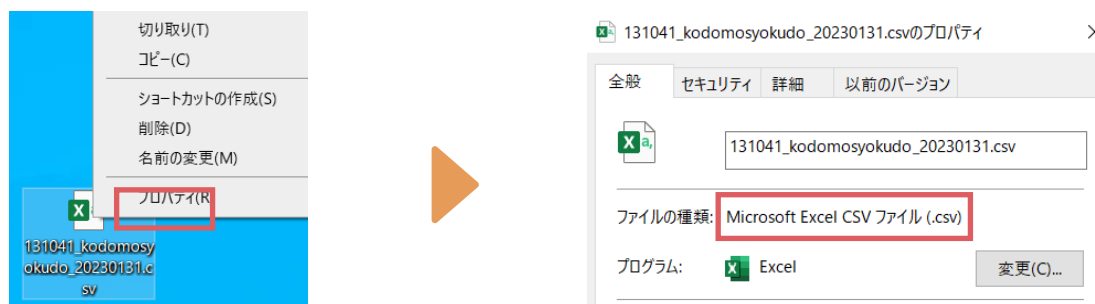 切り取り(T)
コピー(C)
ショートカットの作成(S)
削除(D)
名前の変更(M)
プロパティ(R
131041_kodomosy
okudo_20230131.c
sv
131041_kodomosyokudo_20230131.csvのプロパティ
全般 セキュリティ 詳細 以前のバージョン
131041_kodomosyokudo_20230131.csv
ファイルの種類: Microsoft Excel CSV ファイル (.csv)
プログラム: Excel 変更(C)...